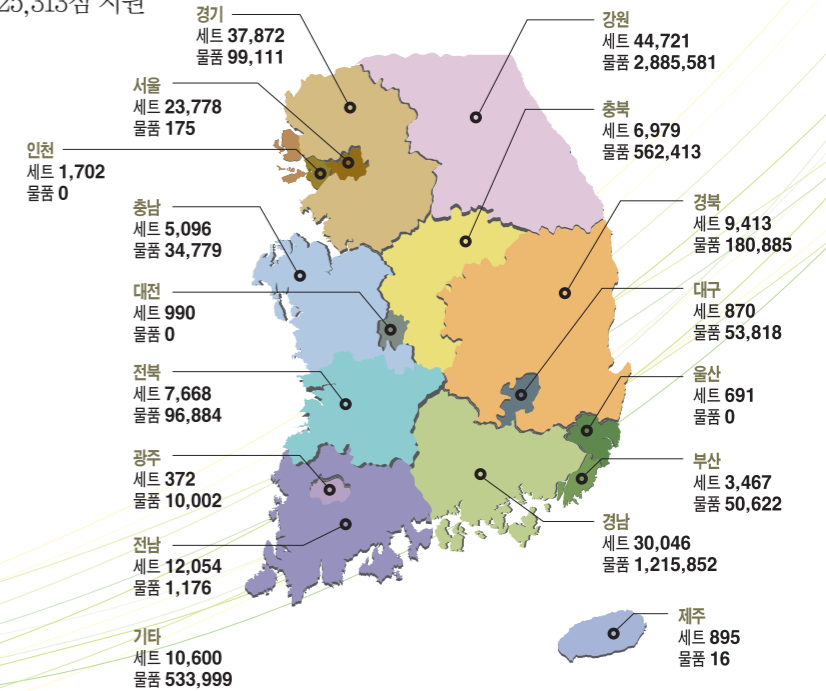 25,313점 지원
경기
세트 37,872
물품 99,111
강원
세트 44,721
물품 2,885,581
서울
세트 23,778
물품 175
충북
세트 6,979
물품 562,413
인천
세트 1,702
물품 0
충남
세트 5,096
물품 34,779
경북
세트 9,413
물품 180,885
대전
세트 990
물품 0
대구
세트 870
물품 53,818
전북
세트 7,668
물품 96,884
울산
세트 691
물품 0
광주
세트 372
물품 10,002
부산
세트 3,467
물품 50,622
전남
세트 12,054
물품 1,176
경남
세트 30,046
물품 1,215,852
기타
세트 10,600
물품 533,999
제주
세트 895
물품 16